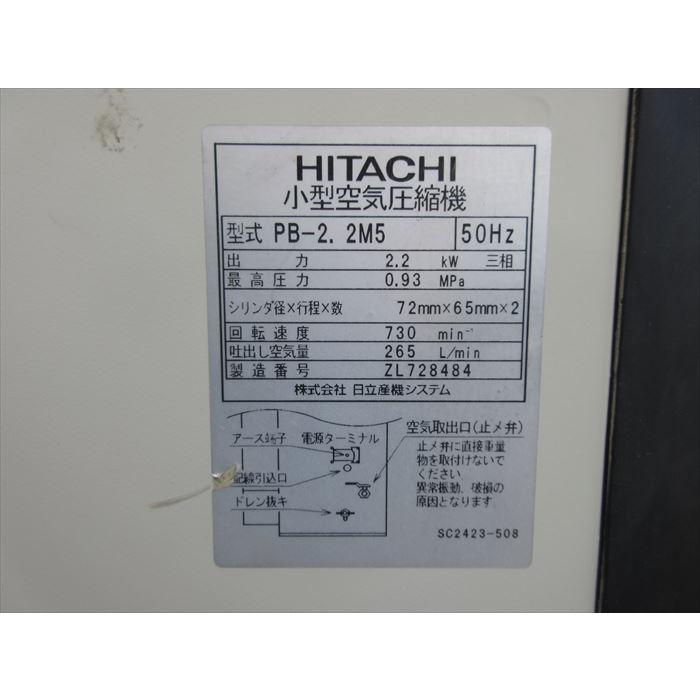 HITACHI
小型空気圧縮機
型式 PB-2.2M5 50Hz
出力 2.2 kW 三相
最高圧力 0.93 MPa
シリンダ径×行程×数 72mm×65mm×2
回転速度 730 min⁻¹
吐出し空気量 265 L/min
製造番号 ZL728484
株式会社 日立産機システム
アース端子 電源ターミナル 空気取出口(止メ弁)
止メ弁に直接重量
物を取付けないで
ください
異常振動、破損の
原因となります
配線引込口
ドレン抜キ
SC2423-508